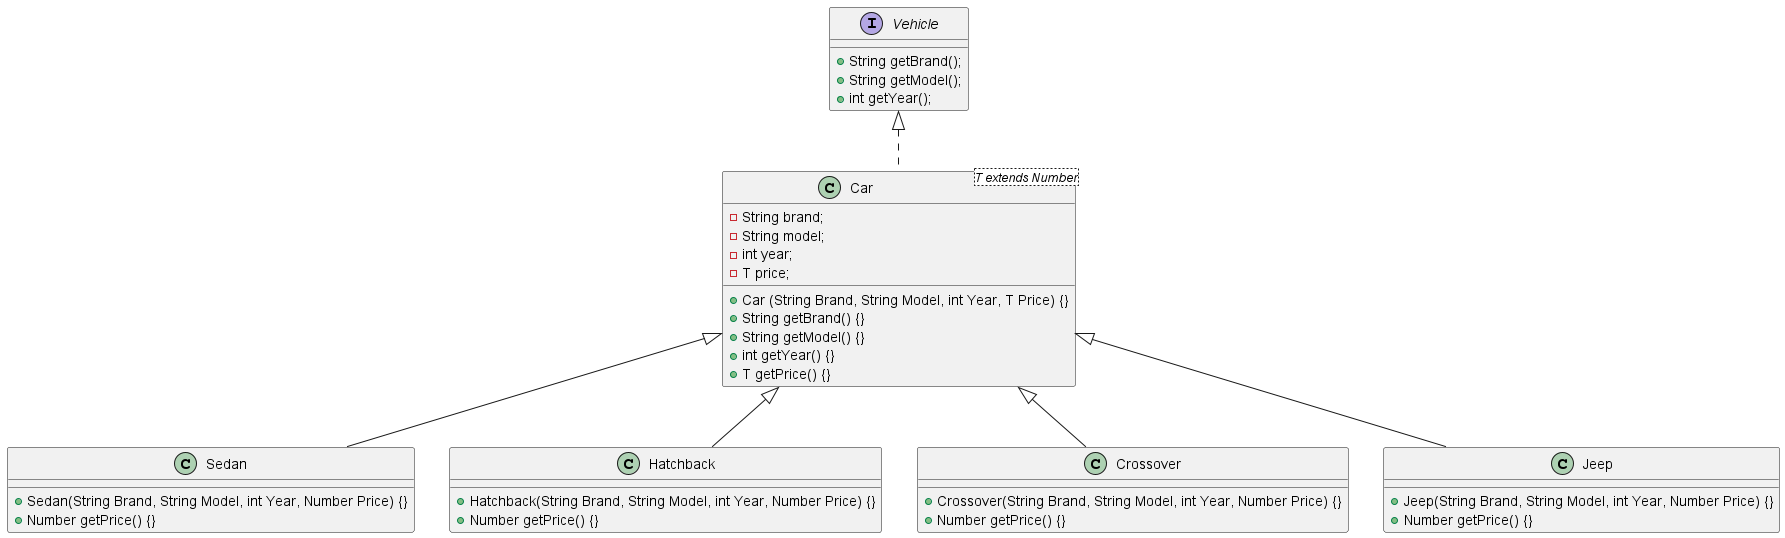 I Vehicle
String getBrand();
String getModel();
int getYear();
C Car
T extends Number
String brand;
String model;
int year;
T price;
Car (String Brand, String Model, int Year, T Price) {}
String getBrand() {}
String getModel() {}
int getYear() {}
T getPrice() {}
C Sedan
Sedan(String Brand, String Model, int Year, Number Price) {}
Number getPrice() {}
C Hatchback
Hatchback(String Brand, String Model, int Year, Number Price) {}
Number getPrice() {}
C Crossover
Crossover(String Brand, String Model, int Year, Number Price) {}
Number getPrice() {}
C Jeep
Jeep(String Brand, String Model, int Year, Number Price) {}
Number getPrice() {}